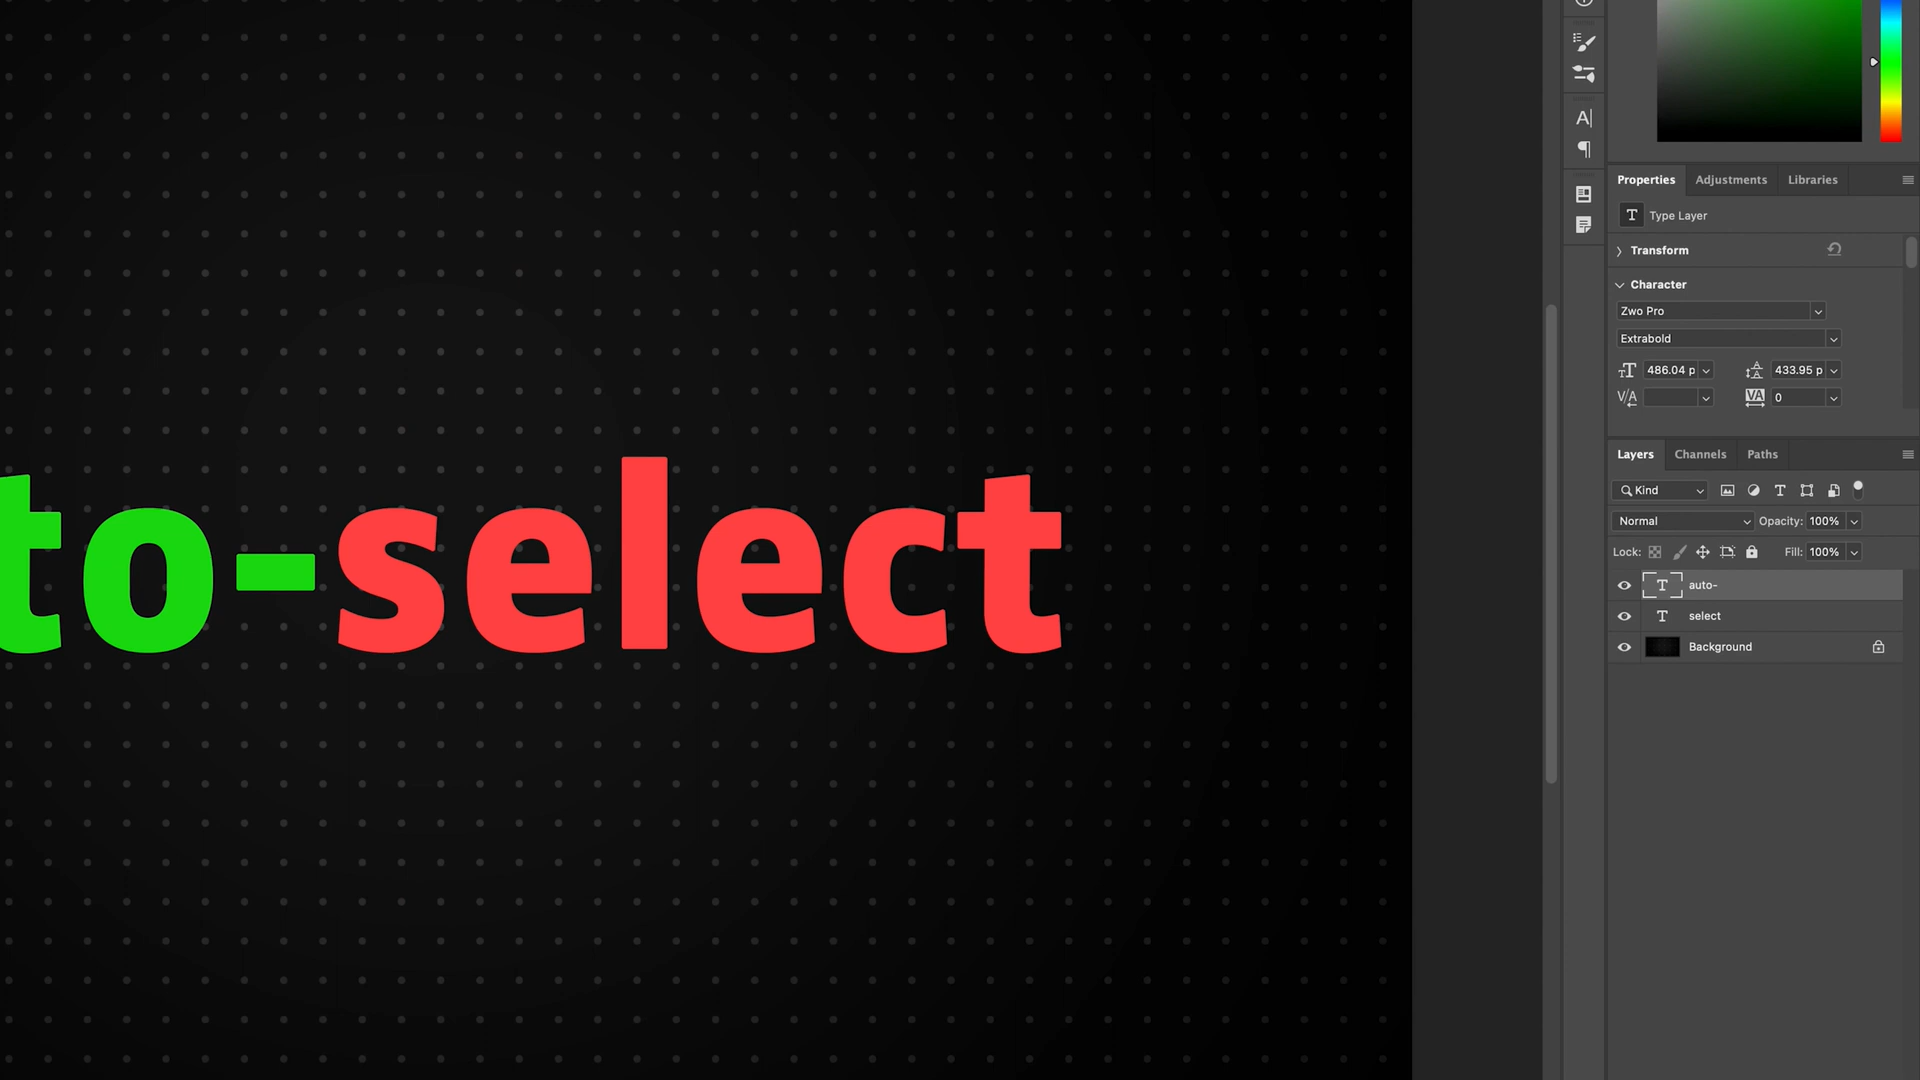 to-select
Properties
Adjustments
Libraries
Type Layer
Transform
Character
Zwo Pro
Extrabold
486.04 p
433.95 p
0
Layers
Channels
Paths
Kind
Normal
Opacity: 100%
Lock:
Fill: 100%
auto-
select
Background